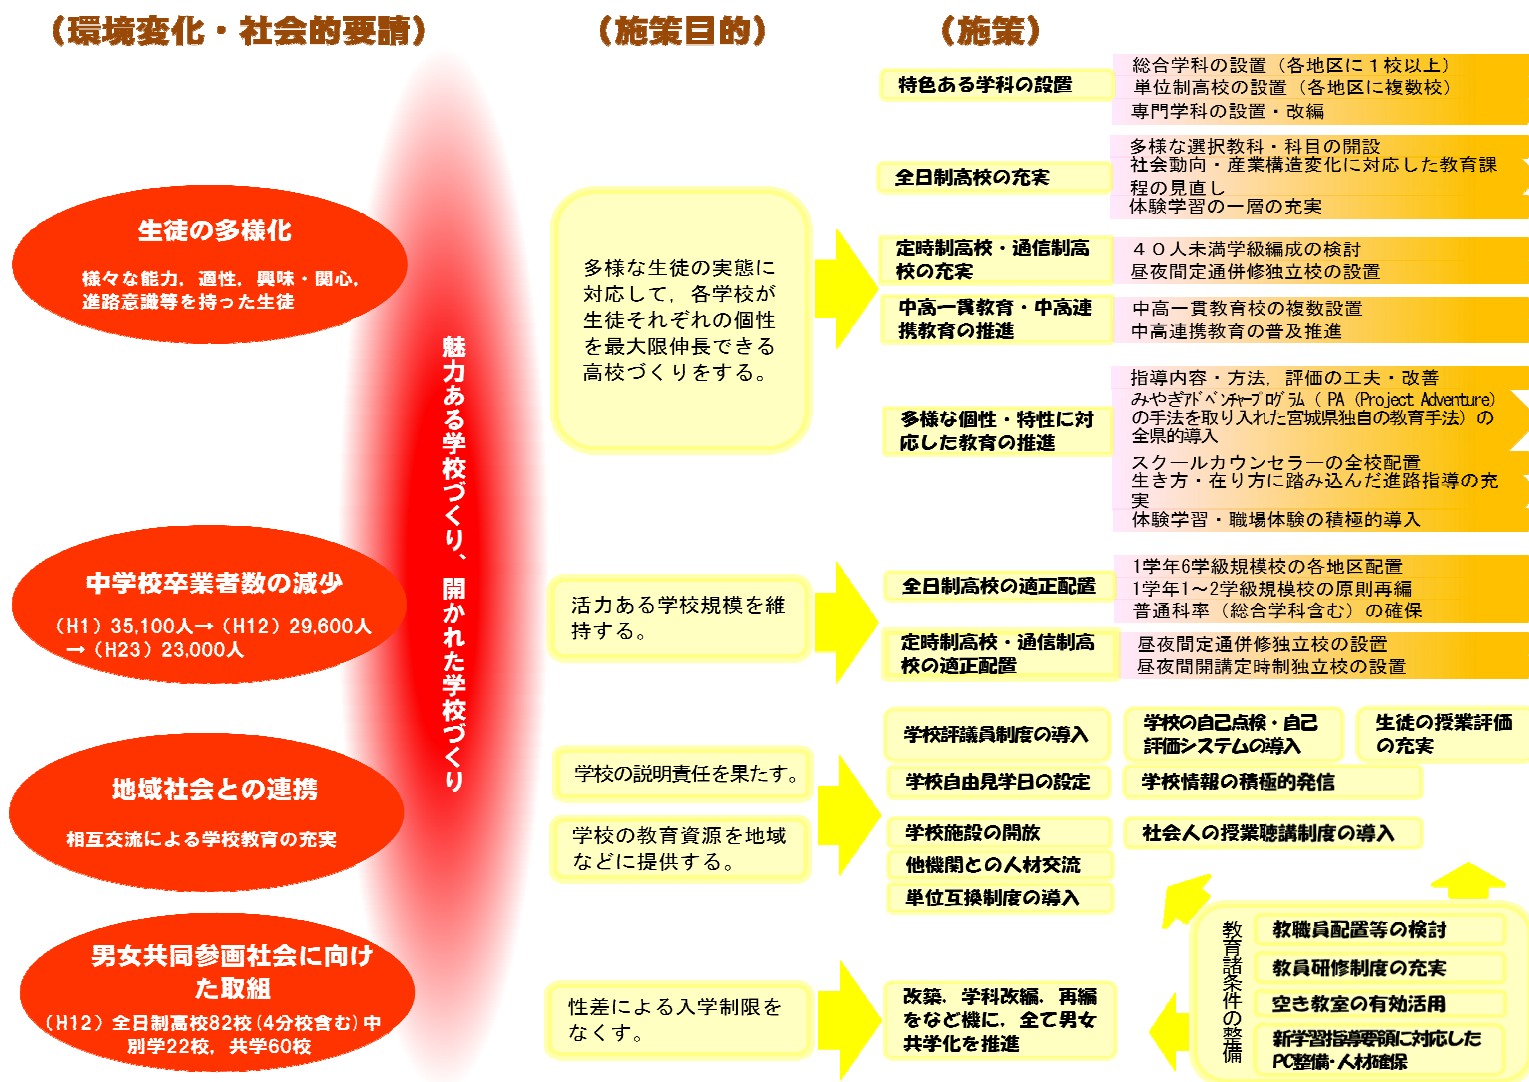 （環境変化・社会的要請）
（施策目的）
（施策）
生徒の多様化
様々な能力，適性，興味・関心，
進路意識等を持った生徒
中学校卒業者数の減少
（H1）35,100人→（H12）29,600人
→（H23）23,000人
地域社会との連携
相互交流による学校教育の充実
男女共同参画社会に向け
た取組
（H12）全日制高校82校(4分校含む)中
別学22校，共学60校
魅力ある学校づくり、開かれた学校づくり
多様な生徒の実態に
対応して，各学校が
生徒それぞれの個性
を最大限伸長できる
高校づくりをする。
活力ある学校規模を維
持する。
学校の説明責任を果たす。
学校の教育資源を地域
などに提供する。
性差による入学制限を
なくす。
特色ある学科の設置
総合学科の設置（各地区に１校以上）
単位制高校の設置（各地区に複数校）
専門学科の設置・改編
全日制高校の充実
多様な選択教科・科目の開設
社会動向・産業構造変化に対応した教育課
程の見直し
体験学習の一層の充実
定時制高校・通信制高
校の充実
４０人未満学級編成の検討
昼夜間定通併修独立校の設置
中高一貫教育・中高連
携教育の推進
中高一貫教育校の複数設置
中高連携教育の普及推進
多様な個性・特性に対
応した教育の推進
指導内容・方法，評価の工夫・改善
みやぎｱﾄﾞﾍﾞﾝﾁｬｰﾌﾟﾛｸﾞﾗﾑ（ PA（Project Adventure）
の手法を取り入れた宮城県独自の教育手法）の
全県的導入
スクールカウンセラーの全校配置
生き方・在り方に踏み込んだ進路指導の充
実
体験学習・職場体験の積極的導入
全日制高校の適正配置
1学年6学級規模校の各地区配置
1学年1～2学級規模校の原則再編
普通科率（総合学科含む）の確保
定時制高校・通信制高
校の適正配置
昼夜間定通併修独立校の設置
昼夜間開講定時制独立校の設置
学校評議員制度の導入
学校の自己点検・自己
評価システムの導入
生徒の授業評価
の充実
学校自由見学日の設定
学校情報の積極的発信
学校施設の開放
社会人の授業聴講制度の導入
他機関との人材交流
単位互換制度の導入
改築，学科改編，再編
をなど機に，全て男女
共学化を推進
教育諸条件の整備
教職員配置等の検討
教員研修制度の充実
空き教室の有効活用
新学習指導要領に対応した
PC整備・人材確保